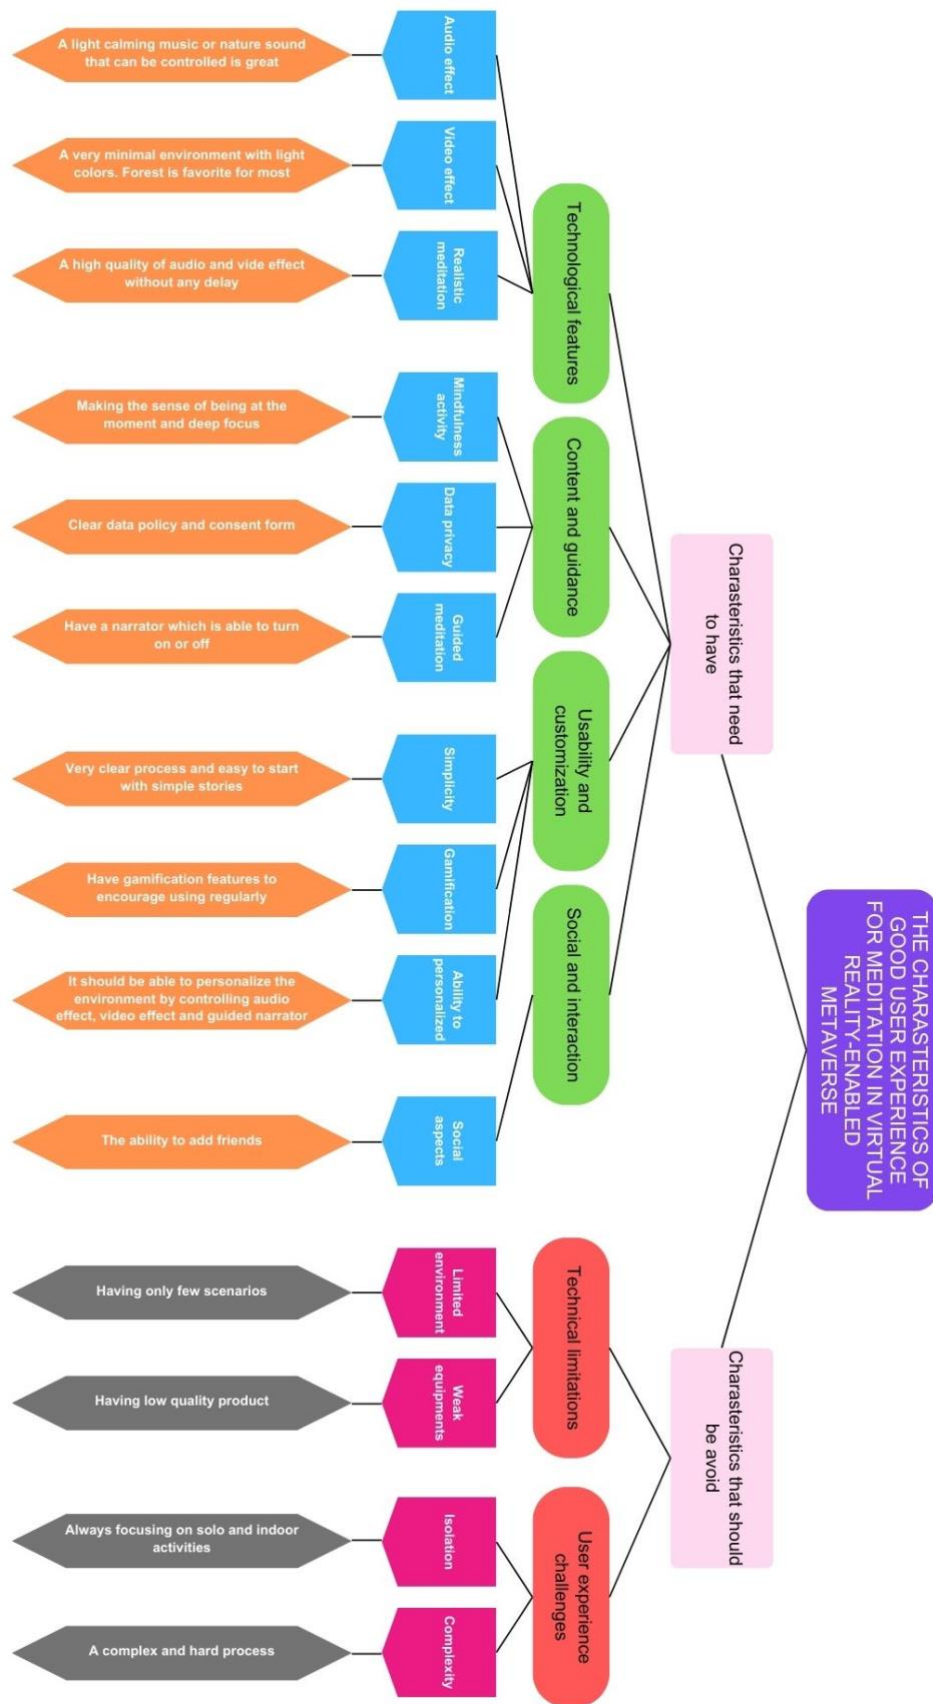 THE CHARASTERISTICS OF
GOOD USER EXPERIENCE
FOR MEDITATION IN VIRTUAL
REALITY-ENABLED
METAVERSE
Charasteristics that need
to have
Technological features
Audio effect
A light calming music or nature sound
that can be controlled is great
Video effect
A very minimal environment with light
colors. Forest is favorite for most
Realistic
meditation
A high quality of audio and vide effect
without any delay
Content and guidance
Mindfulness
activity
Making the sense of being at the
moment and deep focus
Data privacy
Clear data policy and consent form
Guided
meditation
Have a narrator which is able to turn
on or off
Usability and
customization
Simplicity
Very clear process and easy to start
with simple stories
Gamification
Have gamification features to
encourage using regularly
Ability to
personalized
It should be able to personalize the
environment by controlling audio
effect, video effect and guided narrator
Social and interaction
Social
aspects
The ability to add friends
Charasteristics that should
be avoid
Technical limitations
Limited
environment
Having only few scenarios
Weak
equipments
Having low quality product
User experience
challenges
Isolation
Always focusing on solo and indoor
activities
Complexity
A complex and hard process